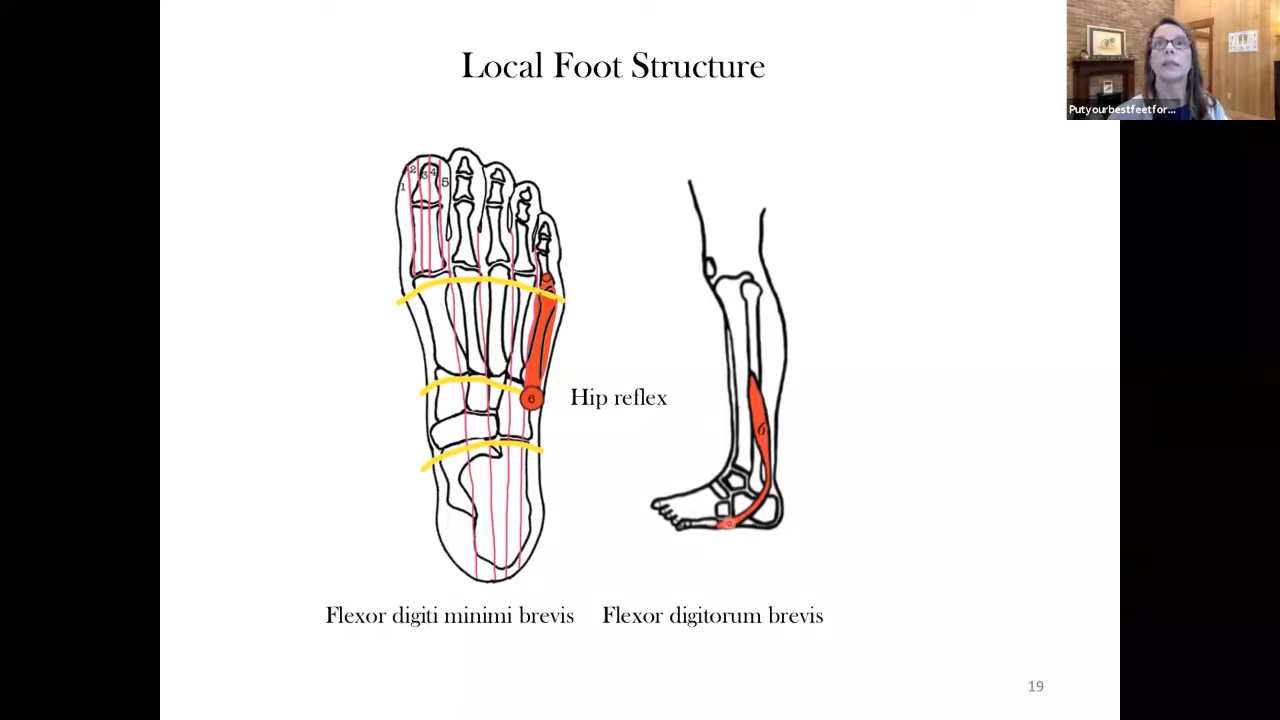 Local Foot Structure
Putyourbestfeetfor...
1 2 3 4 5
6
Hip reflex
6
Flexor digiti minimi brevis
Flexor digitorum brevis
19